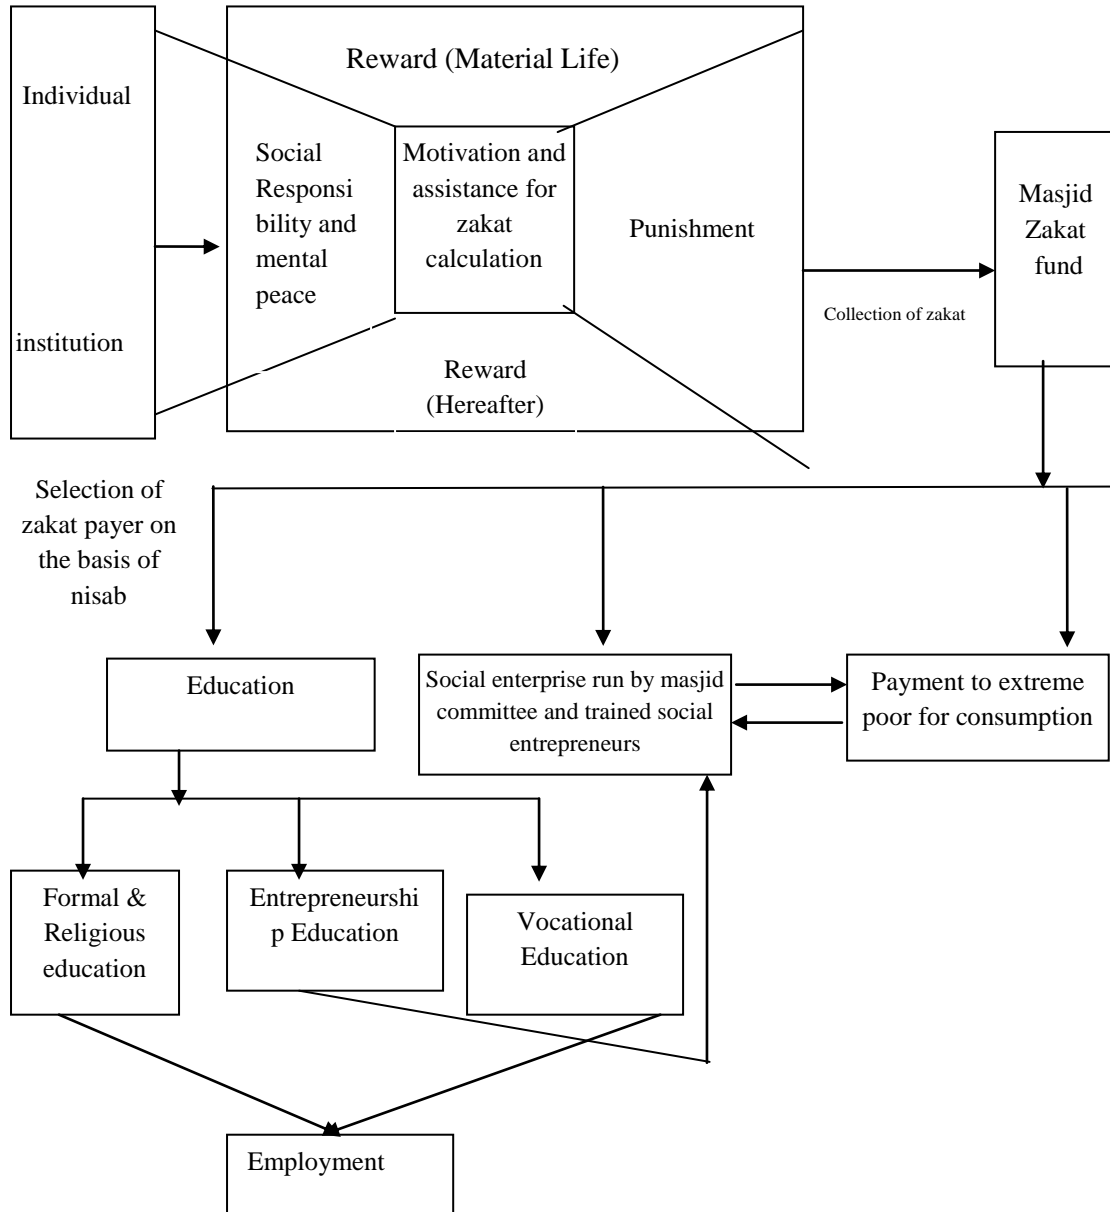 Individual
institution
Reward (Material Life)
Social
Responsi
bility and
mental
peace
Motivation and
assistance for
zakat
calculation
Punishment
Reward
(Hereafter)
Collection of zakat
Masjid
Zakat
fund
Selection of
zakat payer on
the basis of
nisab
Education
Social enterprise run by masjid
committee and trained social
entrepreneurs
Payment to extreme
poor for consumption
Formal &
Religious
education
Entrepreneurshi
p Education
Vocational
Education
Employment